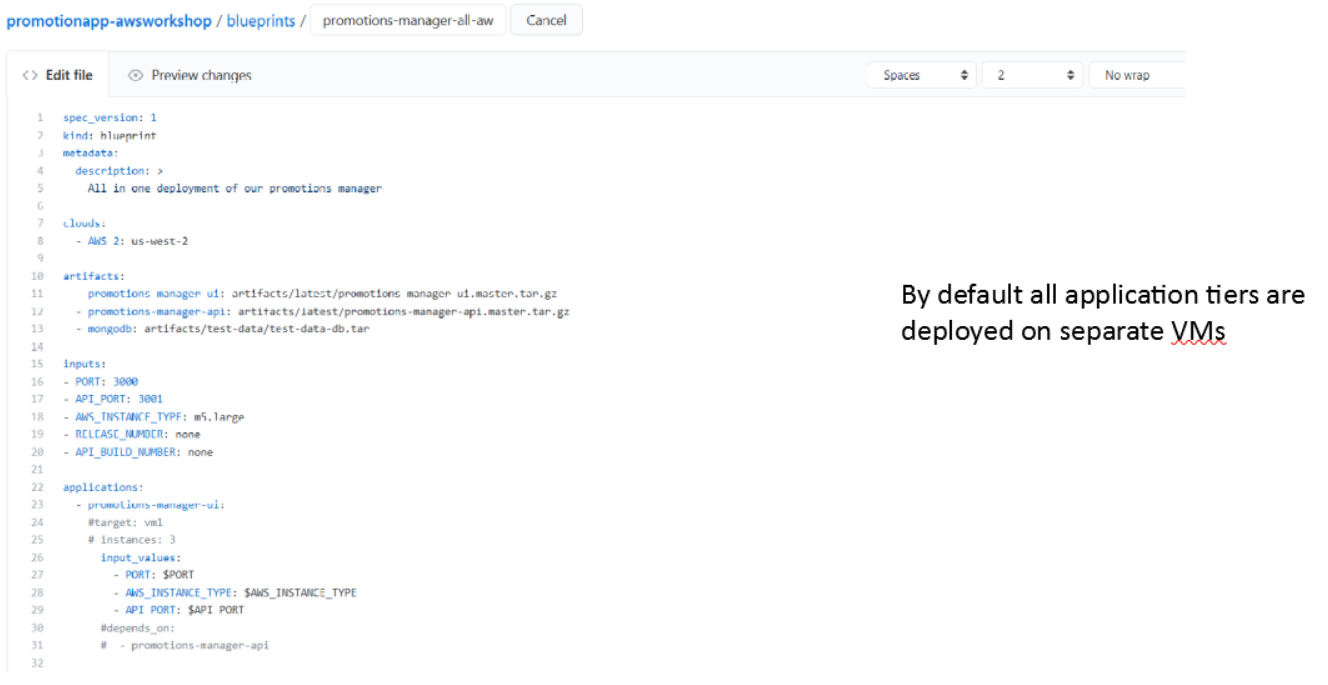 promotionapp-awsworkshop / blueprints / promotions-manager-all-aw Cancel
<> Edit file Preview changes Spaces 2 No wrap
1 spec_version: 1
2 kind: blueprint
3 metadata:
4 description: >
5 All in one deployment of our promotions manager
6
7 clouds:
8 - AWS 2: us-west-2
9
10 artifacts:
11 promotions manager ui: artifacts/latest/promotions manager ui.master.tar.gz
12 - promotions-manager-api: artifacts/latest/promotions-manager-api.master.tar.gz
13 - mongodb: artifacts/test-data/test-data-db.tar
14
15 inputs:
16 - PORT: 3000
17 - API_PORT: 3001
18 - AWS_INSTANCE_TYPE: m5.large
19 - RELEASE_NUMBER: none
20 - API_BUILD_NUMBER: none
21
22 applications:
23 - promotions-manager-ui:
24 #target: vm1
25 # instances: 3
26 input_values:
27 - PORT: $PORT
28 - AWS_INSTANCE_TYPE: $AWS_INSTANCE_TYPE
29 - API PORT: $API PORT
30 #depends_on:
31 # - promotions-manager-api
32
By default all application tiers are
deployed on separate VMs